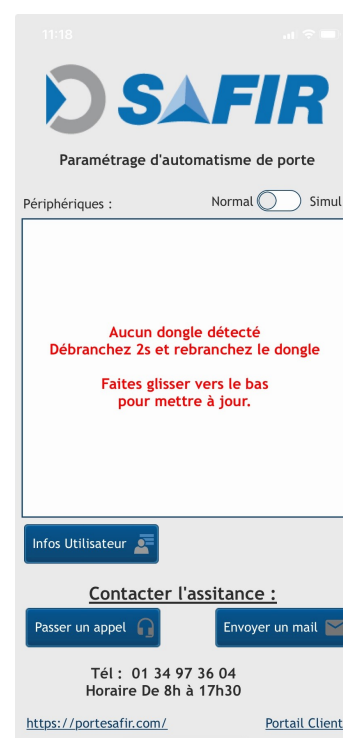 11:18
SAFIR
Paramétrage d'automatisme de porte
Périphériques :
Normal Simul
Aucun dongle détecté
Débranchez 2s et rebranchez le dongle
Faites glisser vers le bas
pour mettre à jour.
Infos Utilisateur
Contacter l'assitance :
Passer un appel
Envoyer un mail
Tél : 01 34 97 36 04
Horaire De 8h à 17h30
https://portesafir.com/
Portail Client